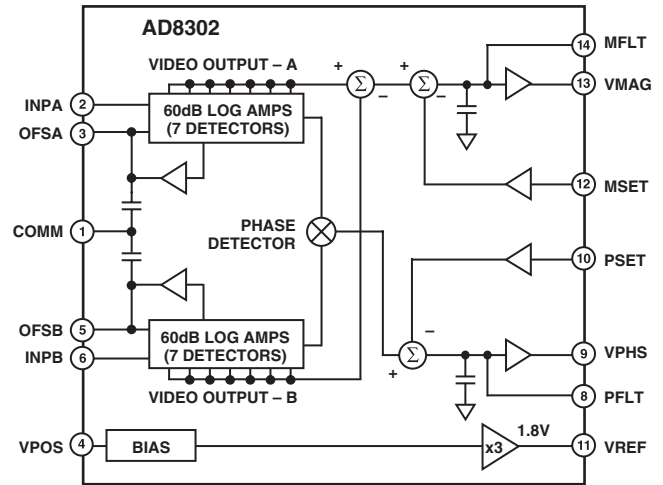 AD8302
VIDEO OUTPUT – A
+
+
14 MFLT
Σ
Σ
–
–
13 VMAG
INPA 2
60dB LOG AMPS
(7 DETECTORS)
OFSA 3
12 MSET
COMM 1
PHASE
DETECTOR
10 PSET
–
OFSB 5
60dB LOG AMPS
(7 DETECTORS)
Σ
+
9 VPHS
INPB 6
VIDEO OUTPUT – B
8 PFLT
VPOS 4
BIAS
x3
1.8V
11 VREF